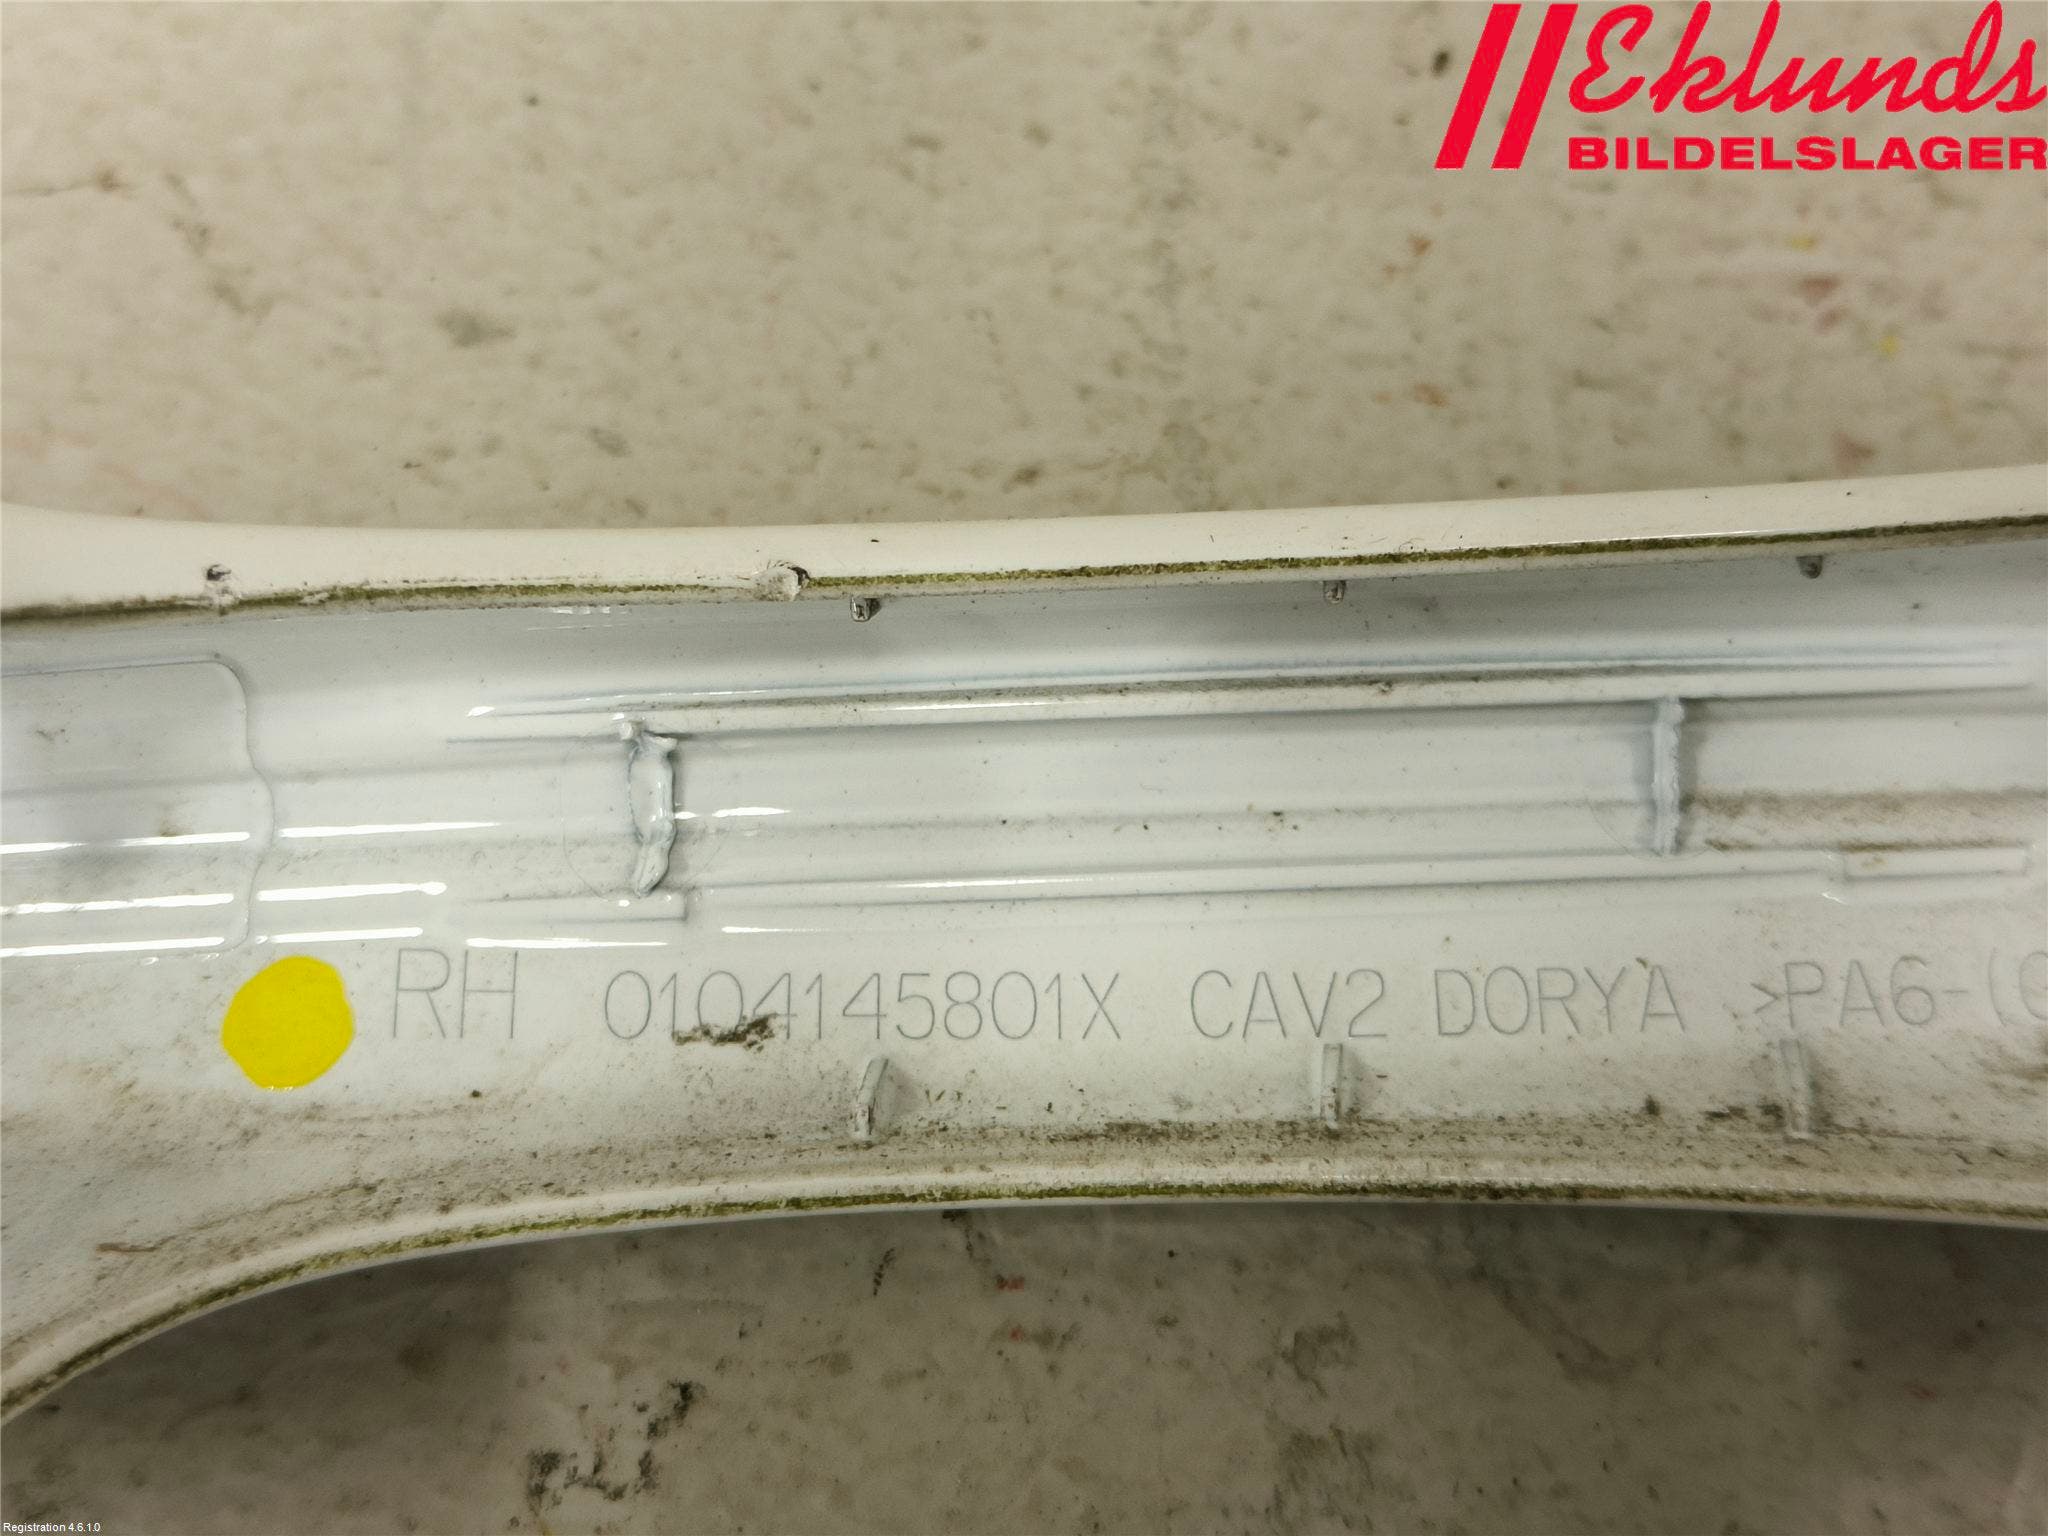 Eklunds
BILDELSLAGER
RH 0104145801X CAV2 DORYA >PA6-(
Registration 4.6.1.0